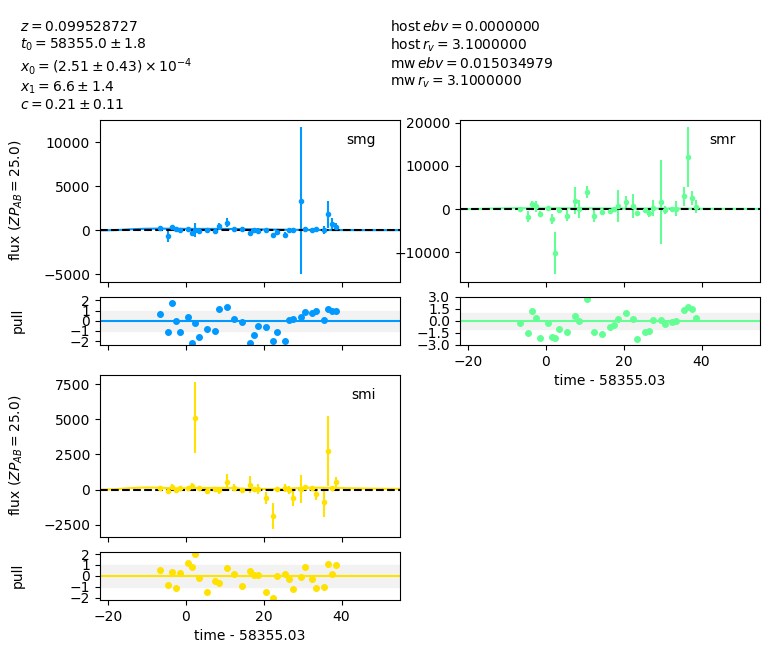 z = 0.099528727
t₀ = 58355.0 ± 1.8
x₀ = (2.51 ± 0.43) × 10⁻⁴
x₁ = 6.6 ± 1.4
c = 0.21 ± 0.11
host ebv = 0.0000000
host r_v = 3.1000000
mw ebv = 0.015034979
mw r_v = 3.1000000
smg
flux (ZP_AB = 25.0)
10000
5000
0
−5000
smr
20000
10000
0
−10000
pull
2
1
0
−1
−2
3.0
1.5
0.0
−1.5
−3.0
−20
0
20
40
time - 58355.03
smi
flux (ZP_AB = 25.0)
7500
5000
2500
0
−2500
pull
2
1
0
−1
−2
−20
0
20
40
time - 58355.03